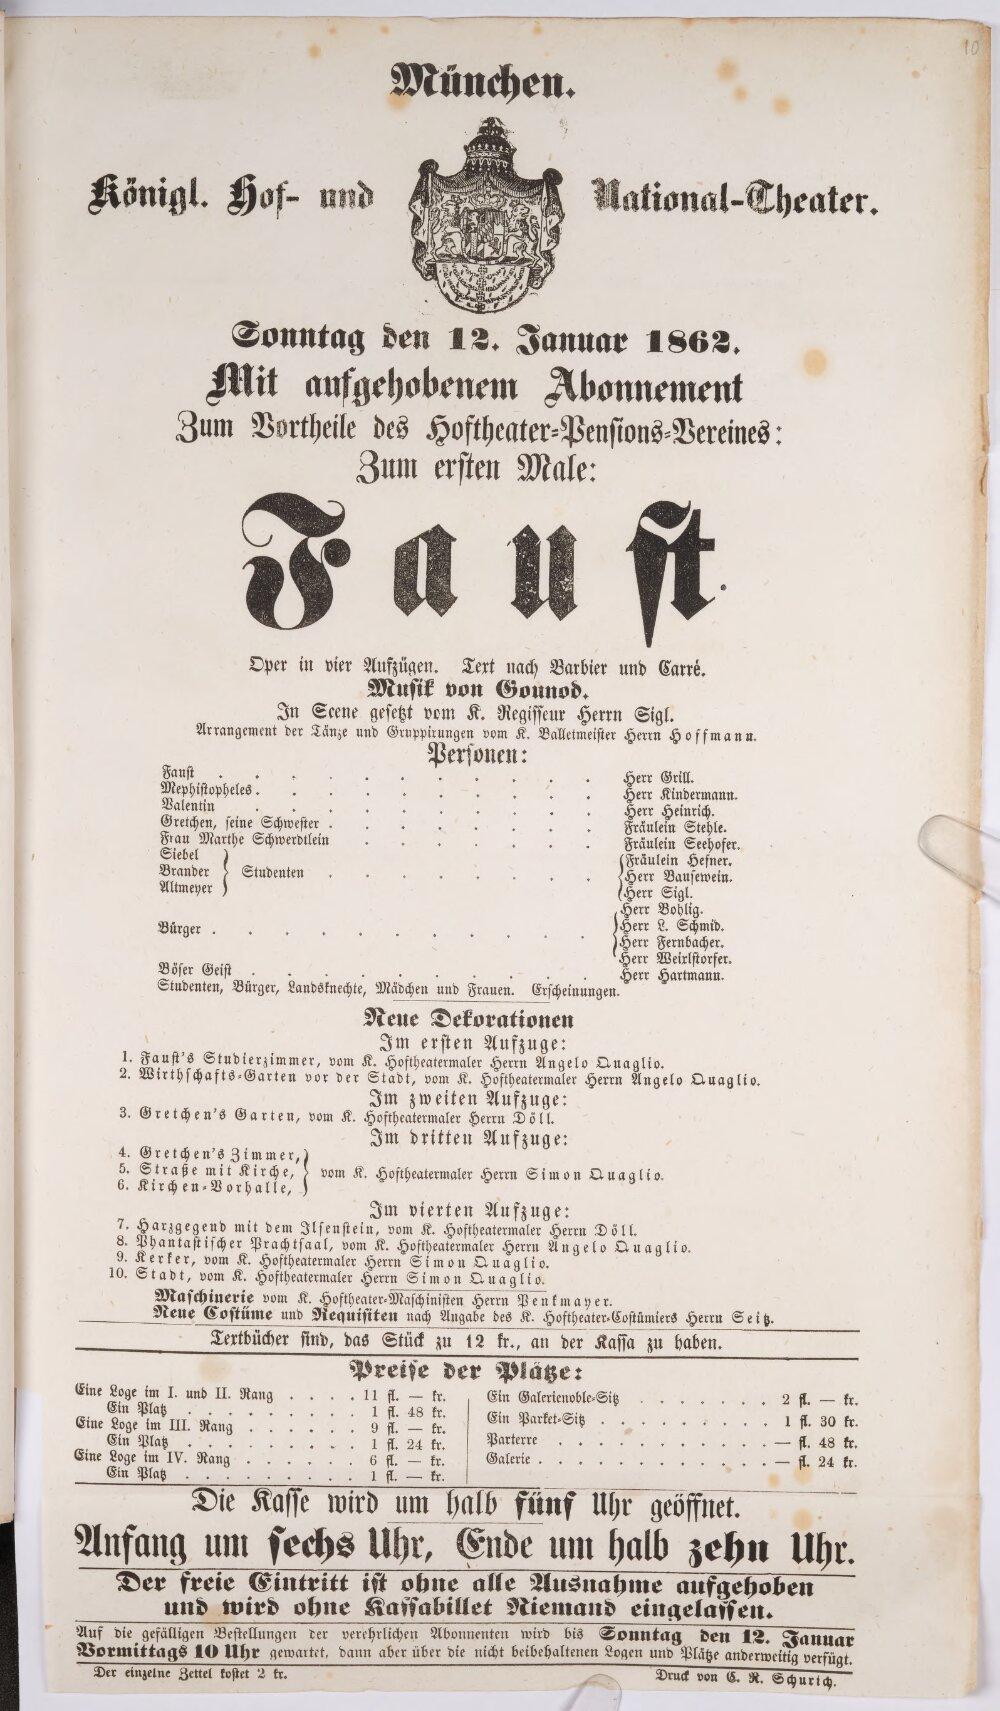 10
München.
Königl. Hof- und National-Theater.
Sonntag den 12. Januar 1862.
Mit aufgehobenem Abonnement
Zum Vortheile des Hoftheater-Pensions-Vereines:
Zum ersten Male:
Faust.
Oper in vier Aufzügen. Text nach Barbier und Carré.
Musik von Gounod.
In Scene gesetzt vom K. Regisseur Herrn Sigl.
Arrangement der Tänze und Gruppirungen vom K. Balletmeister Herrn Hoffmann.
Personen:
Faust . . . . . . . . . . . Herr Grill.
Mephistopheles . . . . . . . . . . Herr Kindermann.
Valentin . . . . . . . . . . Herr Heinrich.
Gretchen, seine Schwester . . . . . . . . Fräulein Stehle.
Frau Marthe Schwerdtlein . . . . . . . Fräulein Seehofer.
Siebel } Studenten . . . . . . . . { Fräulein Hefner.
Brander } { Herr Bausewein.
Altmeyer } { Herr Sigl.
Bürger . . . . . . . . . . . { Herr Bohlig.
Herr L. Schmid.
Herr Fernbacher.
Herr Weirlstorfer.
Böser Geist . . . . . . . . . . Herr Hartmann.
Studenten, Bürger, Landsknechte, Mädchen und Frauen. Erscheinungen.
Neue Dekorationen
Im ersten Aufzuge:
1. Faust's Studierzimmer, vom K. Hoftheatermaler Herrn Angelo Quaglio.
2. Wirthschafts-Garten vor der Stadt, vom K. Hoftheatermaler Herrn Angelo Quaglio.
Im zweiten Aufzuge:
3. Gretchen's Garten, vom K. Hoftheatermaler Herrn Döll.
Im dritten Aufzuge:
4. Gretchen's Zimmer, }
5. Straße mit Kirche, } vom K. Hoftheatermaler Herrn Simon Quaglio.
6. Kirchen-Vorhalle, }
Im vierten Aufzuge:
7. Harzgegend mit dem Ilsenstein, vom K. Hoftheatermaler Herrn Döll.
8. Phantastischer Prachtsaal, vom K. Hoftheatermaler Herrn Angelo Quaglio.
9. Kerker, vom K. Hoftheatermaler Herrn Simon Quaglio.
10. Stadt, vom K. Hoftheatermaler Herrn Simon Quaglio.
Maschinerie vom K. Hoftheater-Maschinisten Herrn Penkmayer.
Neue Costüme und Requisiten nach Angabe des K. Hoftheater-Costümiers Herrn Seitz.
Textbücher sind, das Stück zu 12 kr., an der Kassa zu haben.
Preise der Plätze:
Eine Loge im I. und II. Rang . . . . 11 fl. — kr.
Ein Platz . . . . . . . . . 1 fl. 48 kr.
Eine Loge im III. Rang . . . . . . 9 fl. — kr.
Ein Platz . . . . . . . . . 1 fl. 24 kr.
Eine Loge im IV. Rang . . . . . . 6 fl. — kr.
Ein Platz . . . . . . . . . 1 fl. — kr.
Ein Galerienoble-Sitz . . . . . . . 2 fl. — kr.
Ein Parket-Sitz . . . . . . . . 1 fl. 30 kr.
Parterre . . . . . . . . . . — fl. 48 kr.
Galerie . . . . . . . . . . . — fl. 24 kr.
Die Kasse wird um halb fünf Uhr geöffnet.
Anfang um sechs Uhr, Ende um halb zehn Uhr.
Der freie Eintritt ist ohne alle Ausnahme aufgehoben
und wird ohne Kassabillet Niemand eingelassen.
Auf die gefälligen Bestellungen der verehrlichen Abonnenten wird bis Sonntag den 12. Januar
Vormittags 10 Uhr gewartet, dann aber über die nicht beibehaltenen Logen und Plätze anderweitig verfügt.
Der einzelne Zettel kostet 2 kr. Druck von C. R. Schurich.